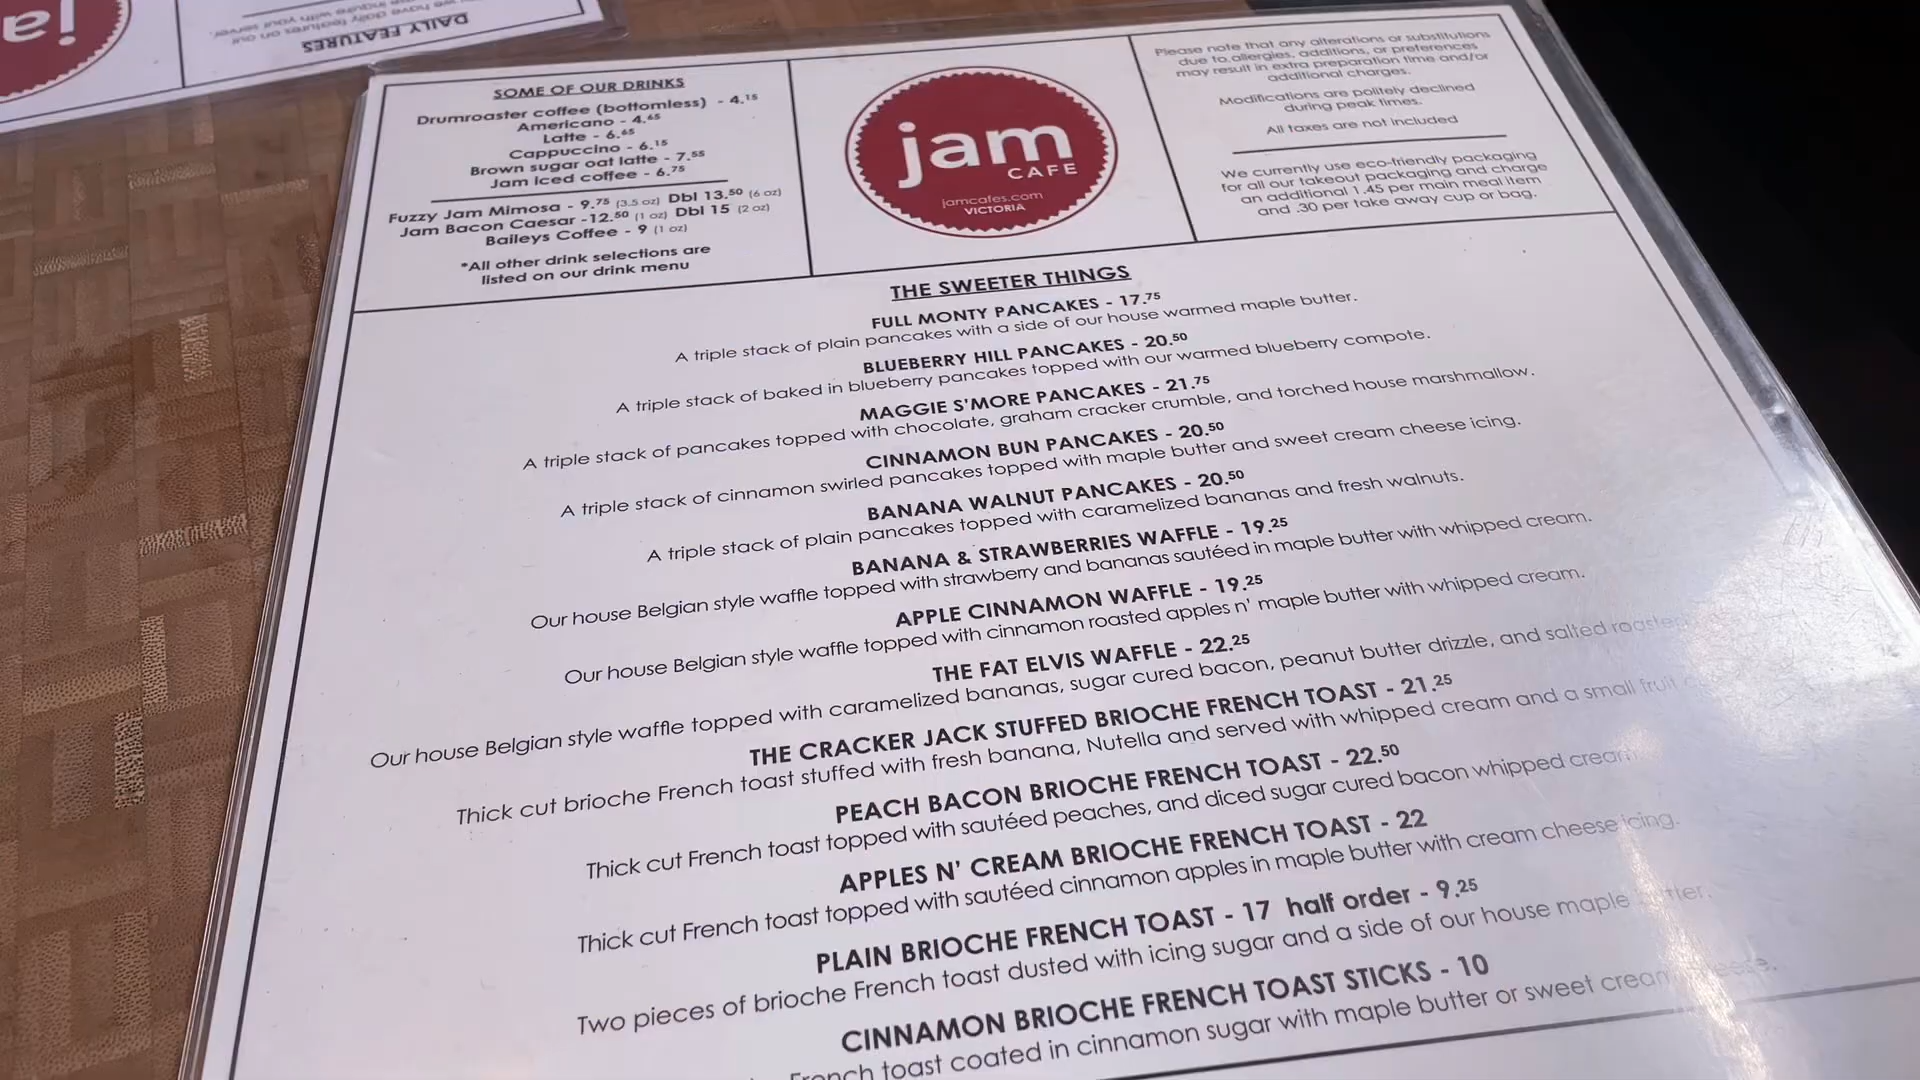 ja
DAILY FEATURES
SOME OF OUR DRINKS
Drumroaster coffee (bottomless) - 4.15
Americano - 4.65
Latte - 6.65
Cappuccino - 6.15
Brown sugar oat latte - 7.55
Jam iced coffee - 6.75
Fuzzy Jam Mimosa - 9.75 (3.5 oz) Dbl 13.50 (6 oz)
Jam Bacon Caesar -12.50 (1 oz) Dbl 15 (2 oz)
Baileys Coffee - 9 (1 oz)
*All other drink selections are
listed on our drink menu
jam
CAFE
jamcafes.com
VICTORIA
Please note that any alterations or substitutions
due to allergies, additions, or preferences
may result in extra preparation time and/or
additional charges.
Modifications are politely declined
during peak times.
All taxes are not included
We currently use eco-friendly packaging
for all our takeout packaging and charge
an additional 1.45 per main meal item
and .30 per take away cup or bag.
THE SWEETER THINGS
FULL MONTY PANCAKES - 17.75
A triple stack of plain pancakes with a side of our house warmed maple butter.
BLUEBERRY HILL PANCAKES - 20.50
A triple stack of baked in blueberry pancakes topped with our warmed blueberry compote.
MAGGIE S'MORE PANCAKES - 21.75
A triple stack of pancakes topped with chocolate, graham cracker crumble, and torched house marshmallow.
CINNAMON BUN PANCAKES - 20.50
A triple stack of cinnamon swirled pancakes topped with maple butter and sweet cream cheese icing.
BANANA WALNUT PANCAKES - 20.50
A triple stack of plain pancakes topped with caramelized bananas and fresh walnuts.
BANANA & STRAWBERRIES WAFFLE - 19.25
Our house Belgian style waffle topped with strawberry and bananas sautéed in maple butter with whipped cream.
APPLE CINNAMON WAFFLE - 19.25
Our house Belgian style waffle topped with cinnamon roasted apples n' maple butter with whipped cream.
THE FAT ELVIS WAFFLE - 22.25
Our house Belgian style waffle topped with caramelized bananas, sugar cured bacon, peanut butter drizzle, and salted roasted
THE CRACKER JACK STUFFED BRIOCHE FRENCH TOAST - 21.25
Thick cut brioche French toast stuffed with fresh banana, Nutella and served with whipped cream and a small fruit
PEACH BACON BRIOCHE FRENCH TOAST - 22.50
Thick cut French toast topped with sautéed peaches, and diced sugar cured bacon whipped cream
APPLES N' CREAM BRIOCHE FRENCH TOAST - 22
Thick cut French toast topped with sautéed cinnamon apples in maple butter with cream cheese icing.
PLAIN BRIOCHE FRENCH TOAST - 17 half order - 9.25
Two pieces of brioche French toast dusted with icing sugar and a side of our house maple butter.
CINNAMON BRIOCHE FRENCH TOAST STICKS - 10
French toast coated in cinnamon sugar with maple butter or sweet cream cheese.